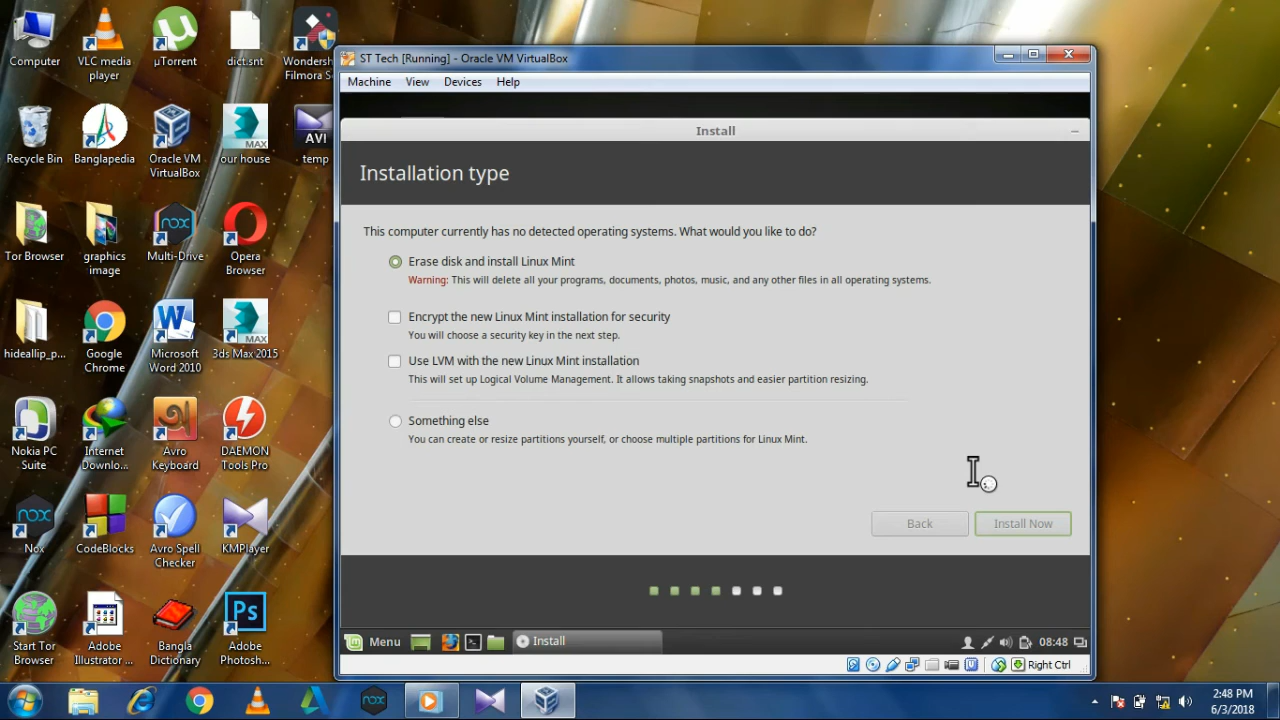 Computer
VLC media
player
µTorrent
dict.snt
Wondersh...
Filmora S...
Recycle Bin
Banglapedia
Oracle VM
VirtualBox
our house
MAX
AVI
temp
Tor Browser
graphics
image
nox
Multi-Drive
Opera
Browser
hideallip_p...
Google
Chrome
Microsoft
Word 2010
MAX
3ds Max 2015
Nokia PC
Suite
Internet
Downlo...
Avro
Keyboard
DAEMON
Tools Pro
nox
Nox
CodeBlocks
Avro Spell
Checker
KMPlayer
Start Tor
Browser
Adobe
Illustrator ...
Bangla
Dictionary
Ps
Adobe
Photosh...
ST Tech [Running] - Oracle VM VirtualBox
Machine View Devices Help
Install
Installation type
This computer currently has no detected operating systems. What would you like to do?
Erase disk and install Linux Mint
Warning: This will delete all your programs, documents, photos, music, and any other files in all operating systems.
Encrypt the new Linux Mint installation for security
You will choose a security key in the next step.
Use LVM with the new Linux Mint installation
This will set up Logical Volume Management. It allows taking snapshots and easier partition resizing.
Something else
You can create or resize partitions yourself, or choose multiple partitions for Linux Mint.
Back Install Now
Menu Install 08:48
Right Ctrl
nox
2:48 PM
6/3/2018